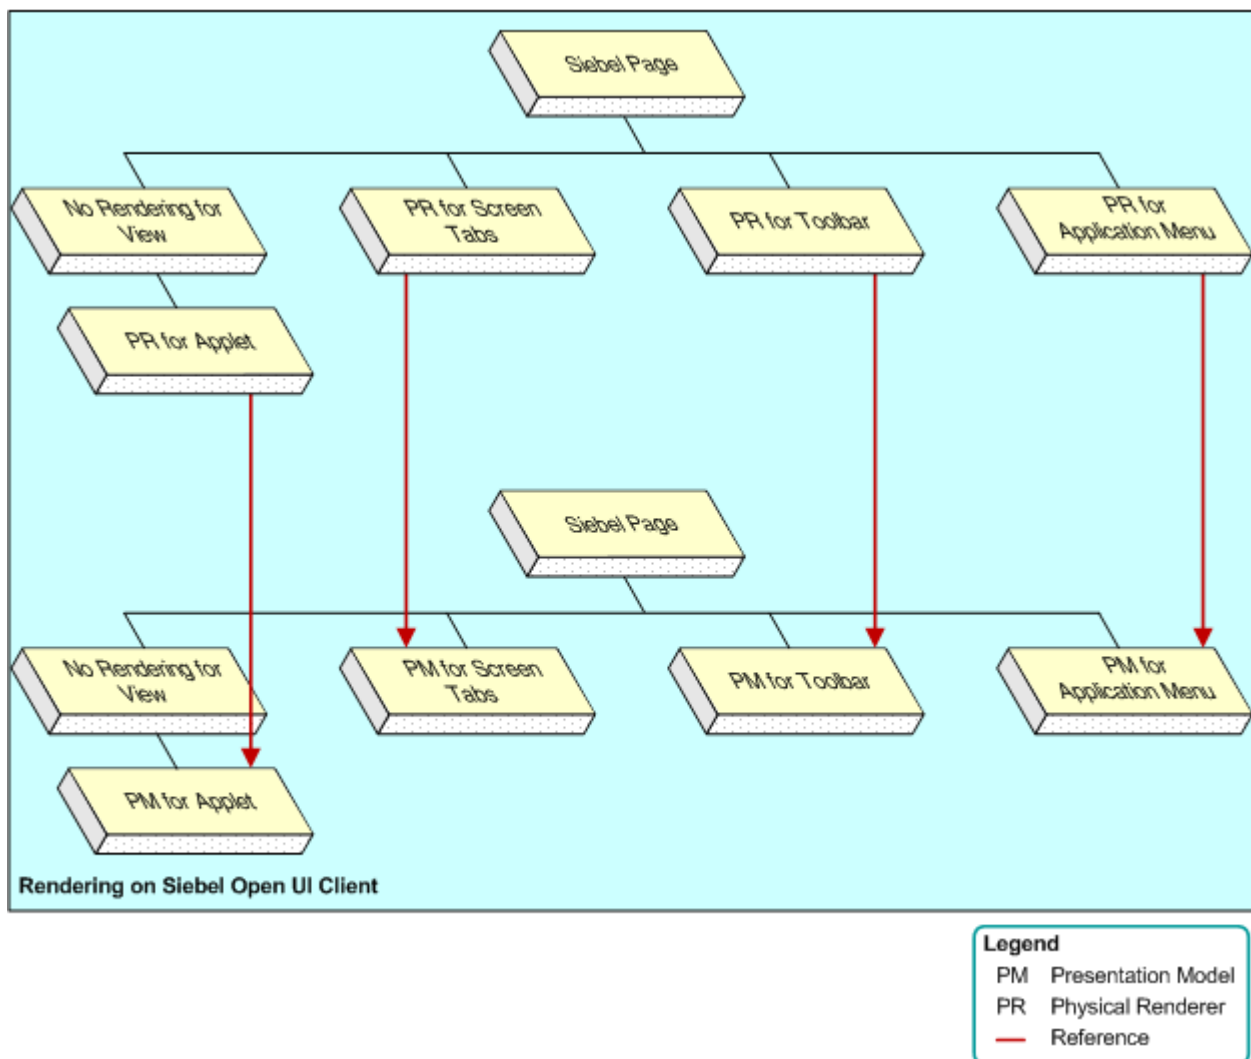 Siebel Page
No Rendering for
View
PR for Screen
Tabs
PR for Toolbar
PR for
Application Menu
PR for Applet
Siebel Page
No Rendering for
View
PM for Screen
Tabs
PM for Toolbar
PM for
Application Menu
PM for Applet
Rendering on Siebel Open UI Client
Legend
PM Presentation Model
PR Physical Renderer
Reference